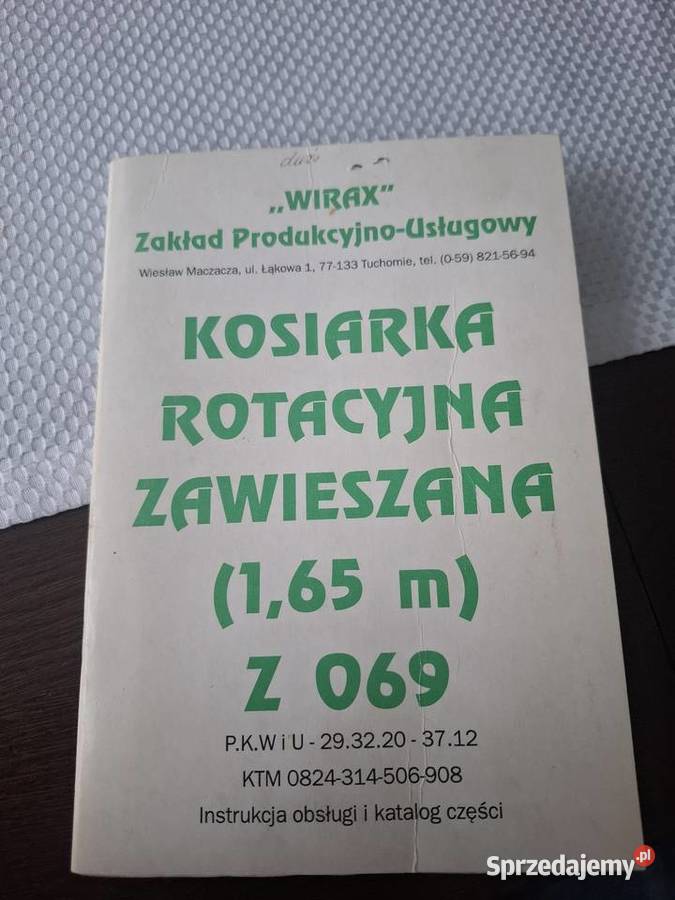 „WIRAX”
Zakład Produkcyjno-Usługowy
Wiesław Maczacza, ul. Łąkowa 1, 77-133 Tuchomie, tel. (0-59) 821-56-94
KOSIARKA
ROTACYJNA
ZAWIESZANA
(1,65 m)
Z 069
P.K.W i U - 29.32.20 - 37.12
KTM 0824-314-506-908
Instrukcja obsługi i katalog części
Sprzedajemy.pl